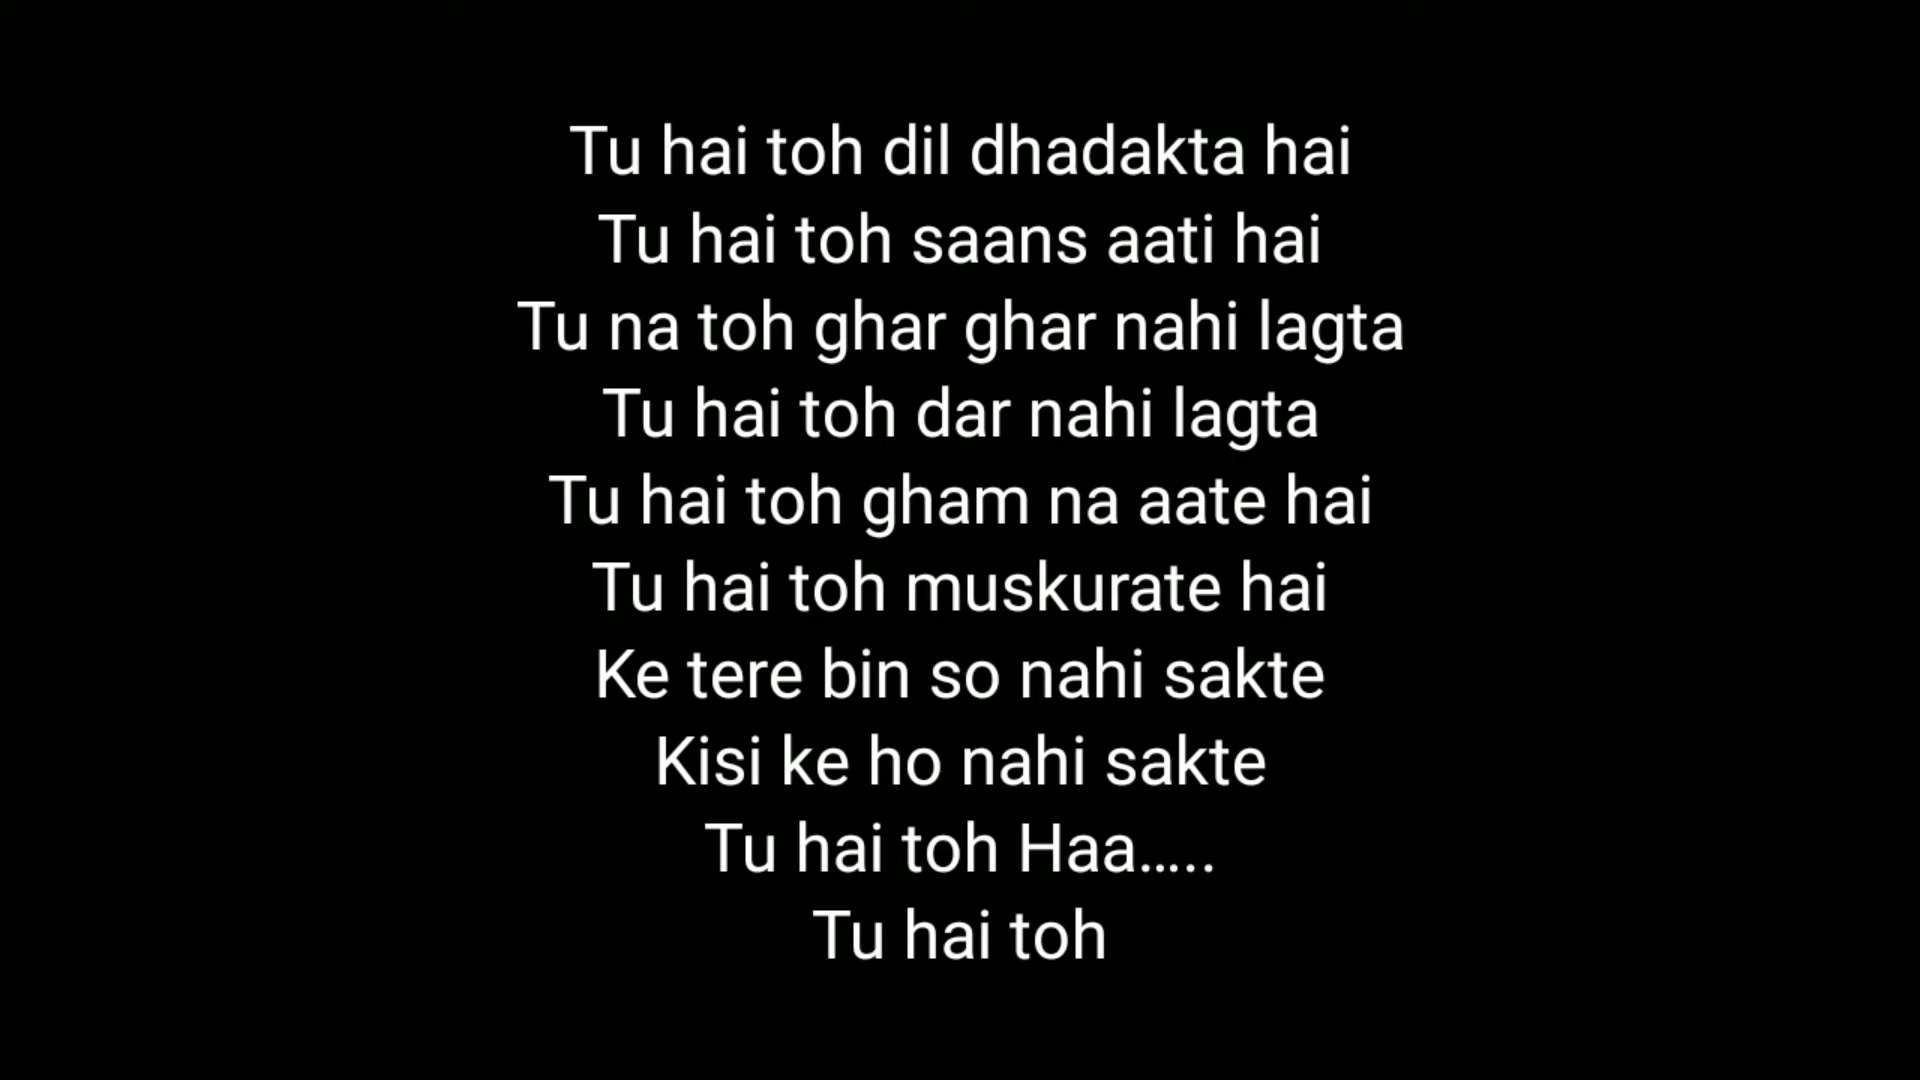 Tu hai toh dil dhadakta hai
Tu hai toh saans aati hai
Tu na toh ghar ghar nahi lagta
Tu hai toh dar nahi lagta
Tu hai toh gham na aate hai
Tu hai toh muskurate hai
Ke tere bin so nahi sakte
Kisi ke ho nahi sakte
Tu hai toh Haa…..
Tu hai toh